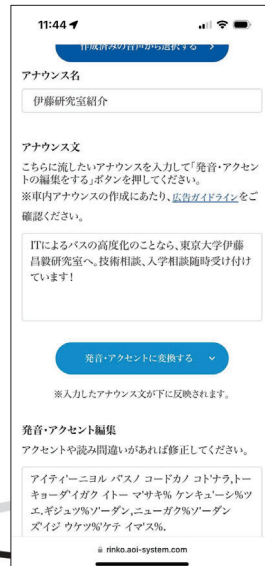 11:44
作成済みの音声から選択する
アナウンス名
伊藤研究室紹介
アナウンス文
こちらに流したいアナウンスを入力して「発音・アクセン
トの編集をする」ボタンを押してください。
※車内アナウンスの作成にあたり、広告ガイドラインをご
確認ください。
ITによるバスの高度化のことなら、東京大学伊藤
昌毅研究室へ。技術相談、入学相談随時受け付け
ています!
発音・アクセントに変換する
※入力したアナウンス文が下に反映されます。
発音・アクセント編集
アクセントや読み間違いがあれば修正してください。
アイティ'ーニヨル バ'スノ コードカノ コト'ナラ,トー
キョーダ'イガク イトー マ'サキ% ケンキュ'ーシ%ツ
エ.ギジュツ%ソ'ーダン,ニューガク%ソ'ーダン
ズ'イジ ウケツ%'ケテ イマ'ス%.
rinko.aoi-system.com